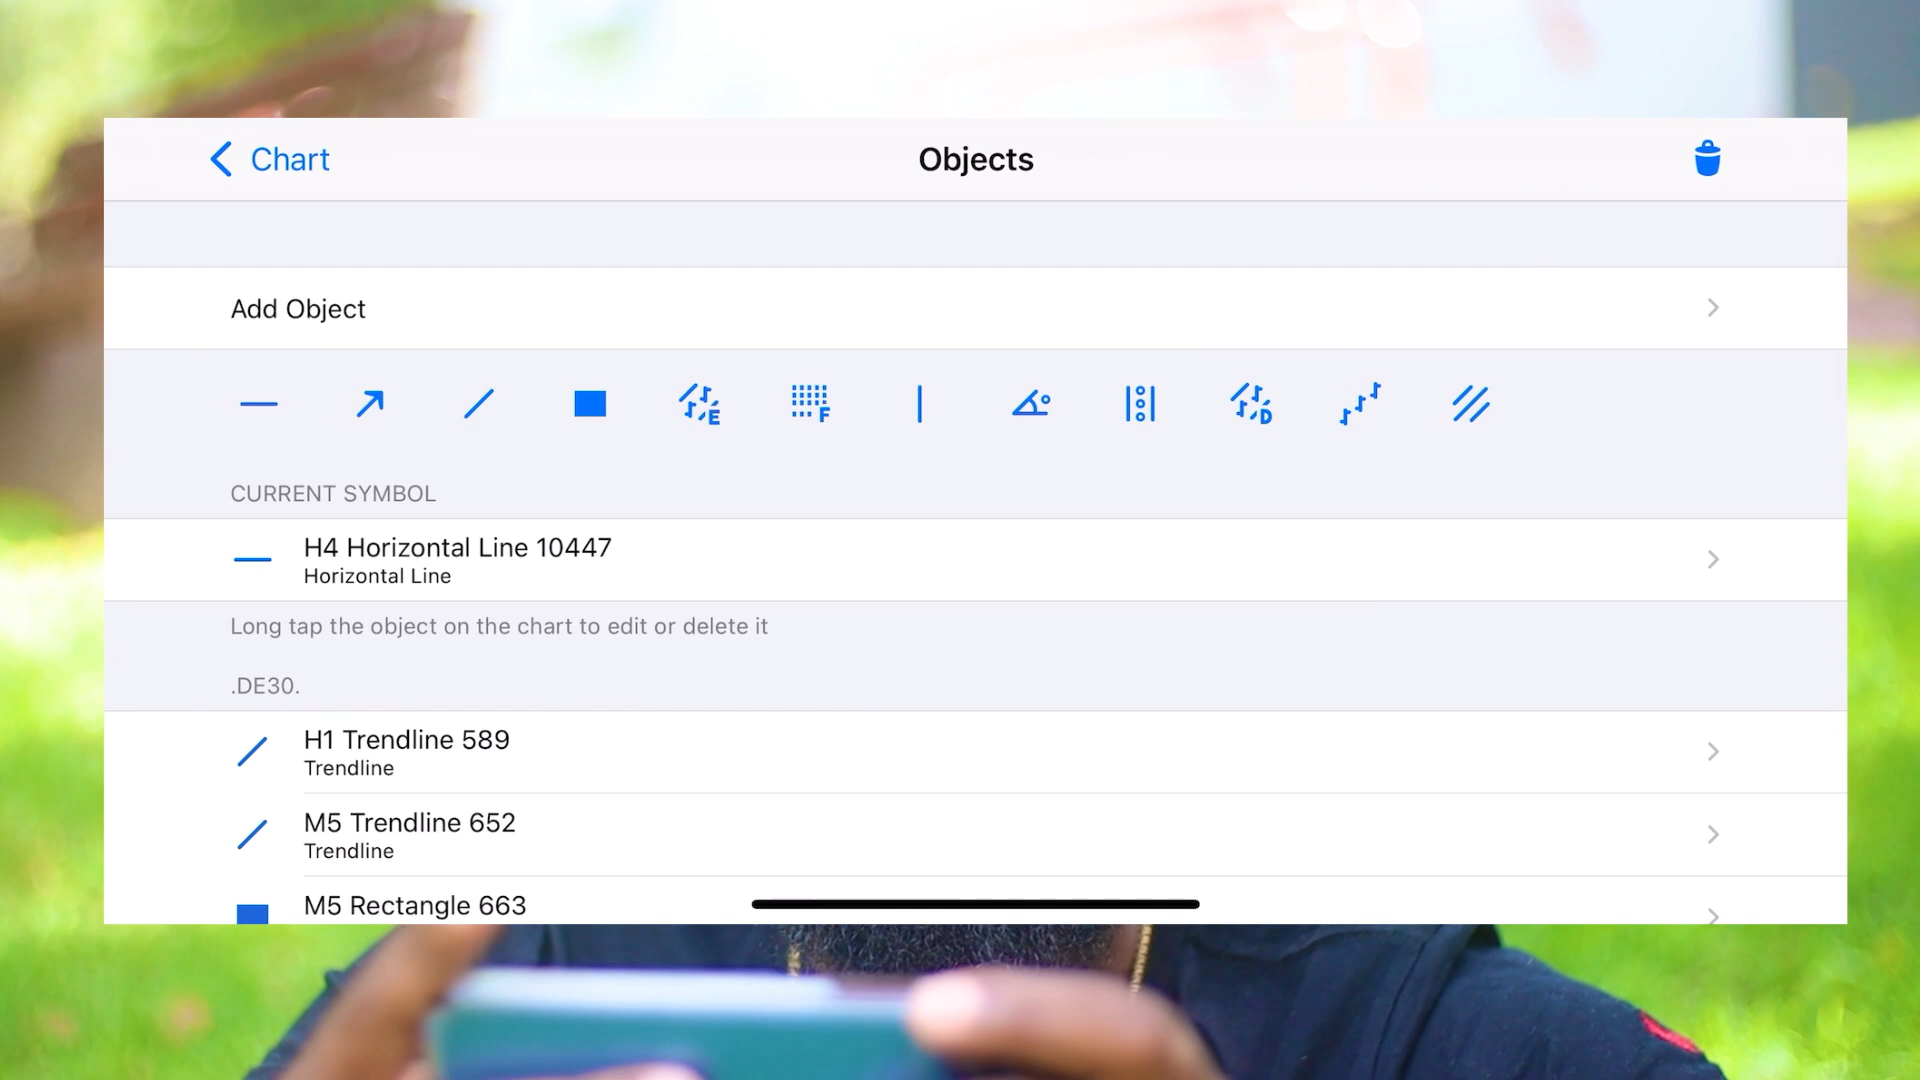 Chart
Objects
Add Object
E
F
D
CURRENT SYMBOL
H4 Horizontal Line 10447
Horizontal Line
Long tap the object on the chart to edit or delete it
.DE30.
H1 Trendline 589
Trendline
M5 Trendline 652
Trendline
M5 Rectangle 663